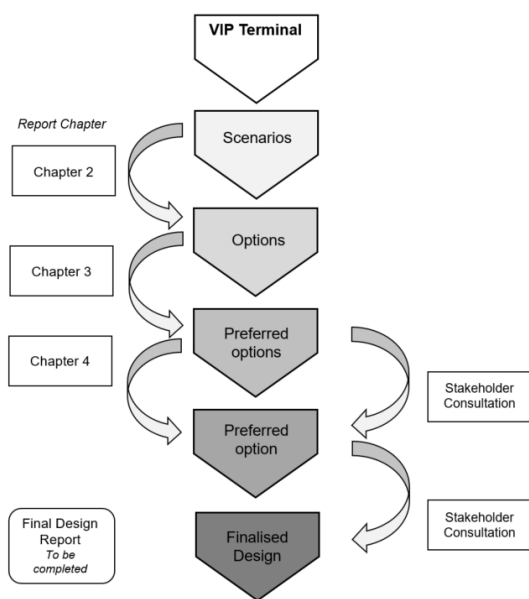 VIP Terminal
Report Chapter
Scenarios
Chapter 2
Options
Chapter 3
Preferred
options
Chapter 4
Stakeholder
Consultation
Preferred
option
Final Design
Report
To be
completed
Finalised
Design
Stakeholder
Consultation